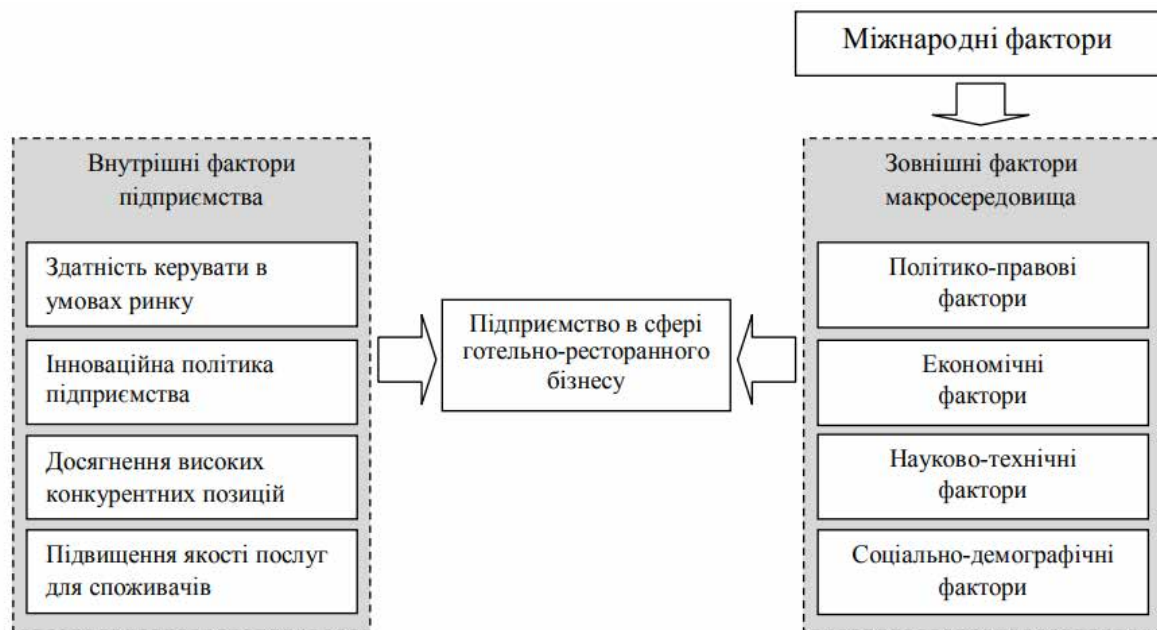 Міжнародні фактори
Внутрішні фактори
підприємства
Здатність керувати в
умовах ринку
Інноваційна політика
підприємства
Досягнення високих
конкурентних позицій
Підвищення якості послуг
для споживачів
Підприємство в сфері
готельно-ресторанного
бізнесу
Зовнішні фактори
макросередовища
Політико-правові
фактори
Економічні
фактори
Науково-технічні
фактори
Соціально-демографічні
фактори